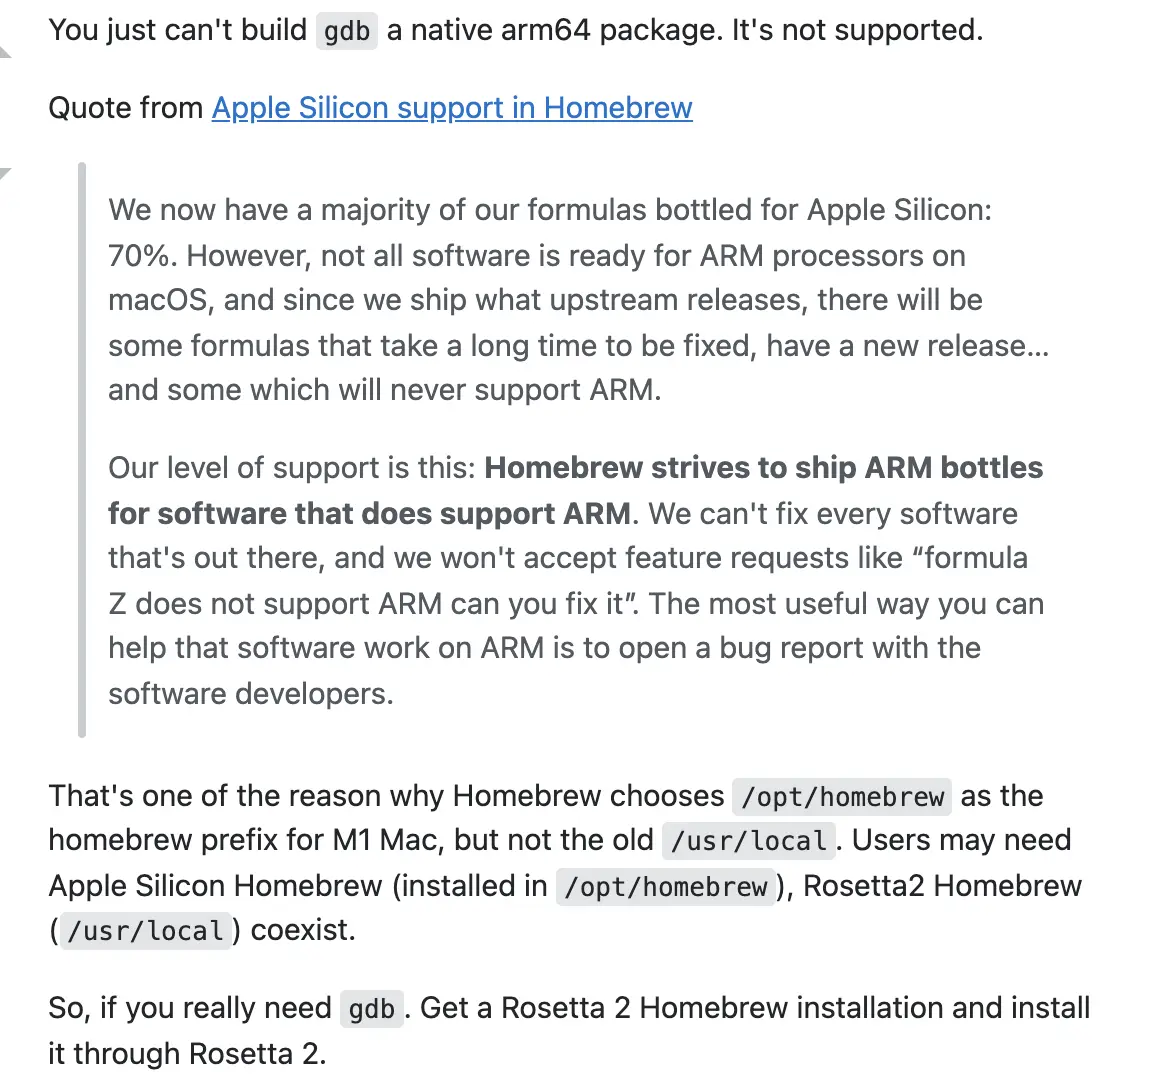 You just can't build gdb a native arm64 package. It's not supported.
Quote from Apple Silicon support in Homebrew
We now have a majority of our formulas bottled for Apple Silicon:
70%. However, not all software is ready for ARM processors on
macOS, and since we ship what upstream releases, there will be
some formulas that take a long time to be fixed, have a new release…
and some which will never support ARM.
Our level of support is this: Homebrew strives to ship ARM bottles
for software that does support ARM. We can't fix every software
that's out there, and we won't accept feature requests like “formula
Z does not support ARM can you fix it”. The most useful way you can
help that software work on ARM is to open a bug report with the
software developers.
That's one of the reason why Homebrew chooses /opt/homebrew as the
homebrew prefix for M1 Mac, but not the old /usr/local. Users may need
Apple Silicon Homebrew (installed in /opt/homebrew), Rosetta2 Homebrew
(/usr/local) coexist.
So, if you really need gdb. Get a Rosetta 2 Homebrew installation and install
it through Rosetta 2.